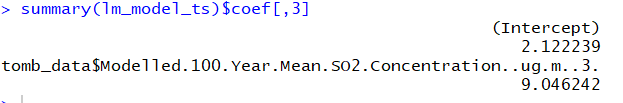 > summary(lm_model_ts)$coef[,3]
(Intercept)
2.122239
tomb_data$Modelled.100.Year.Mean.SO2.Concentration..ug.m..3.
9.046242
>